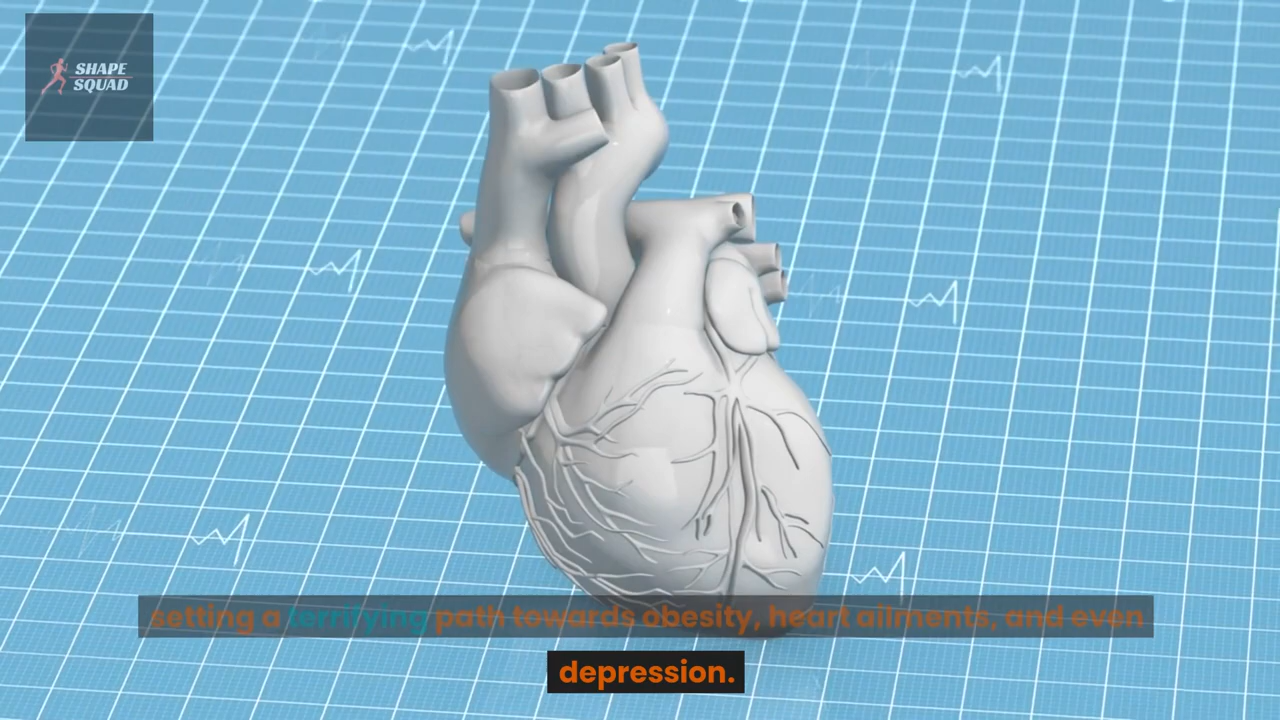 SHAPE
SQUAD
setting a terrifying path towards obesity, heart ailments, and even
depression.